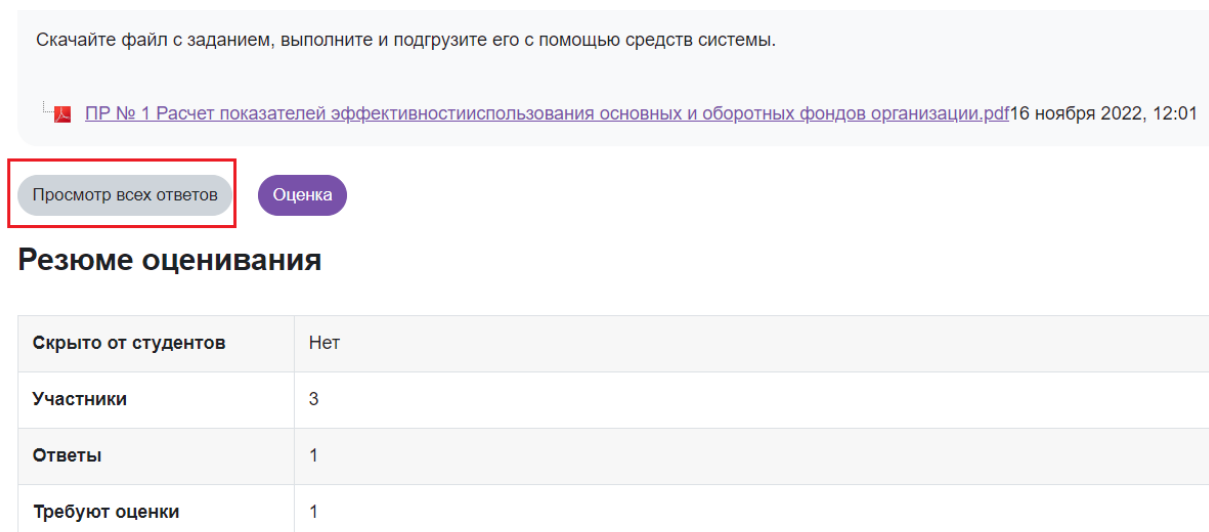 Скачайте файл с заданием, выполните и подгрузите его с помощью средств системы.
ПР № 1 Расчет показателей эффективностииспользования основных и оборотных фондов организации.pdf16 ноября 2022, 12:01
Просмотр всех ответов Оценка
Резюме оценивания
Скрыто от студентов Нет
Участники 3
Ответы 1
Требуют оценки 1